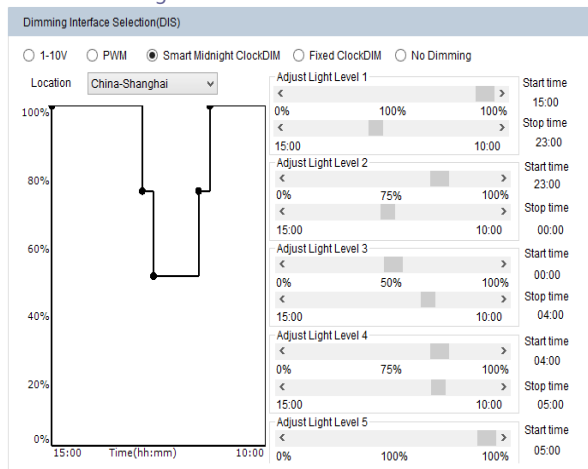 Dimming Interface Selection(DIS)
1-10V PWM Smart Midnight ClockDIM Fixed ClockDIM No Dimming
Location China-Shanghai
100%
80%
60%
40%
20%
0%
15:00 Time(hh:mm) 10:00
Adjust Light Level 1
0% 100% 100%
15:00 10:00
Start time
15:00
Stop time
23:00
Adjust Light Level 2
0% 75% 100%
15:00 10:00
Start time
23:00
Stop time
00:00
Adjust Light Level 3
0% 50% 100%
15:00 10:00
Start time
00:00
Stop time
04:00
Adjust Light Level 4
0% 75% 100%
15:00 10:00
Start time
04:00
Stop time
05:00
Adjust Light Level 5
0% 100% 100%
Start time
05:00